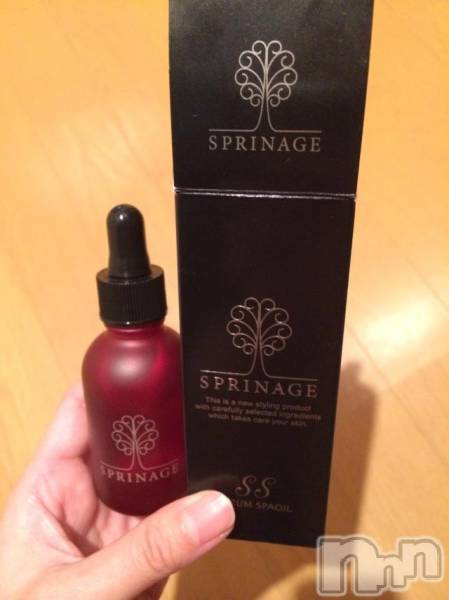 SPRINAGE
SPRINAGE
This is a new styling product
with carefully selected ingredients
which takes care your skin.
SPRINAGE
SS
SPAOIL
nnn